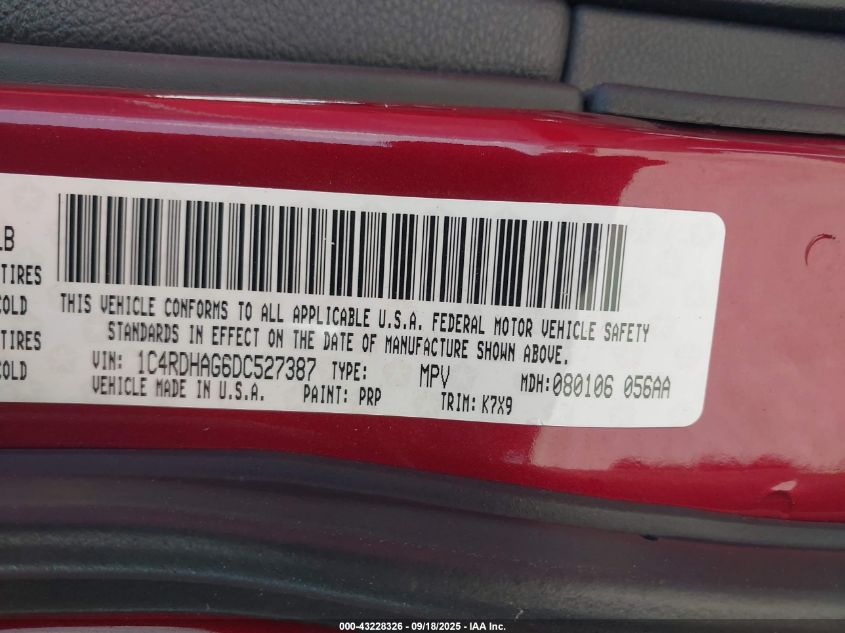 LB
TIRES
COLD
TIRES
COLD
THIS VEHICLE CONFORMS TO ALL APPLICABLE U.S.A. FEDERAL MOTOR VEHICLE SAFETY
STANDARDS IN EFFECT ON THE DATE OF MANUFACTURE SHOWN ABOVE.
VIN: 1C4RDHAG6DC527387 TYPE: MPV MDH:080106 056AA
VEHICLE MADE IN U.S.A. PAINT: PRP TRIM: K7X9
000-43228326 - 09/18/2025 - IAA Inc.